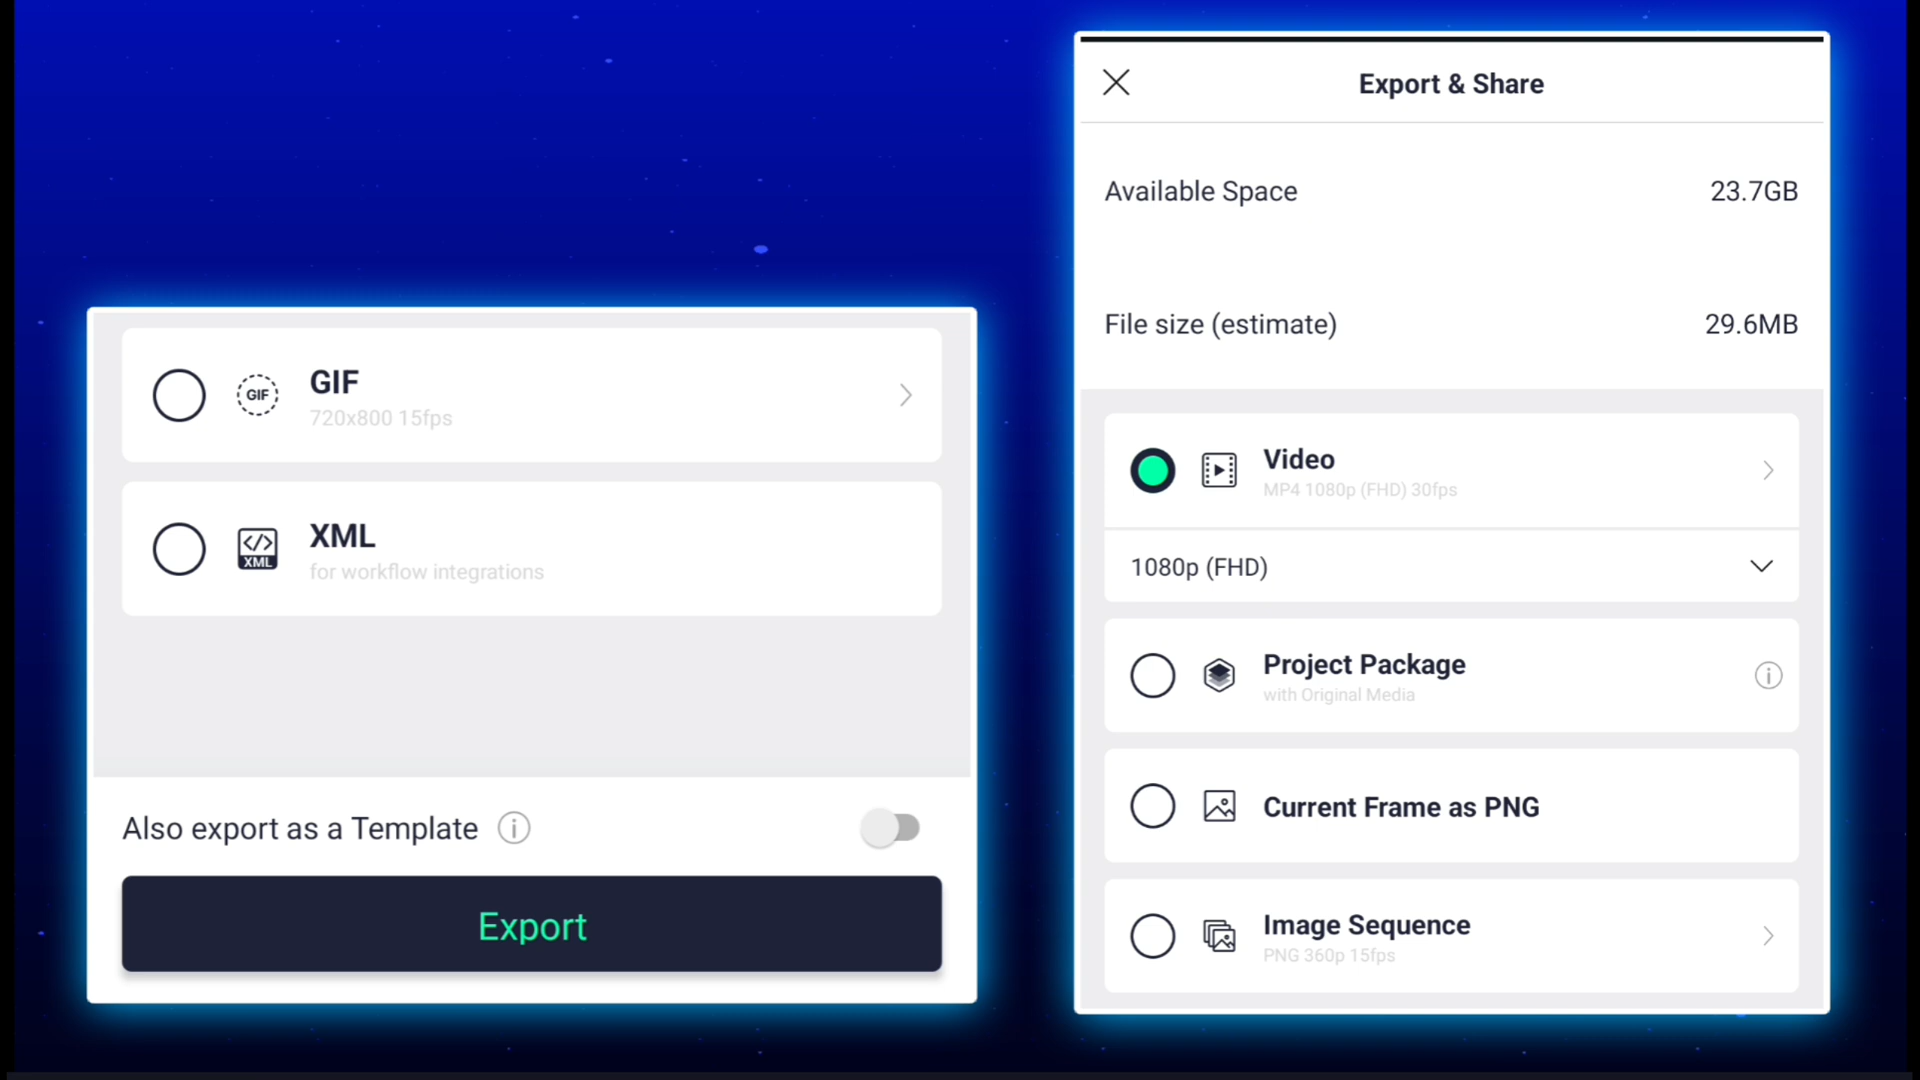 GIF
GIF
720x800 15fps
XML
XML
for workflow integrations
Also export as a Template
Export
Export & Share
Available Space 23.7GB
File size (estimate) 29.6MB
Video
MP4 1080p (FHD) 30fps
1080p (FHD)
Project Package
with Original Media
Current Frame as PNG
Image Sequence
PNG 360p 15fps